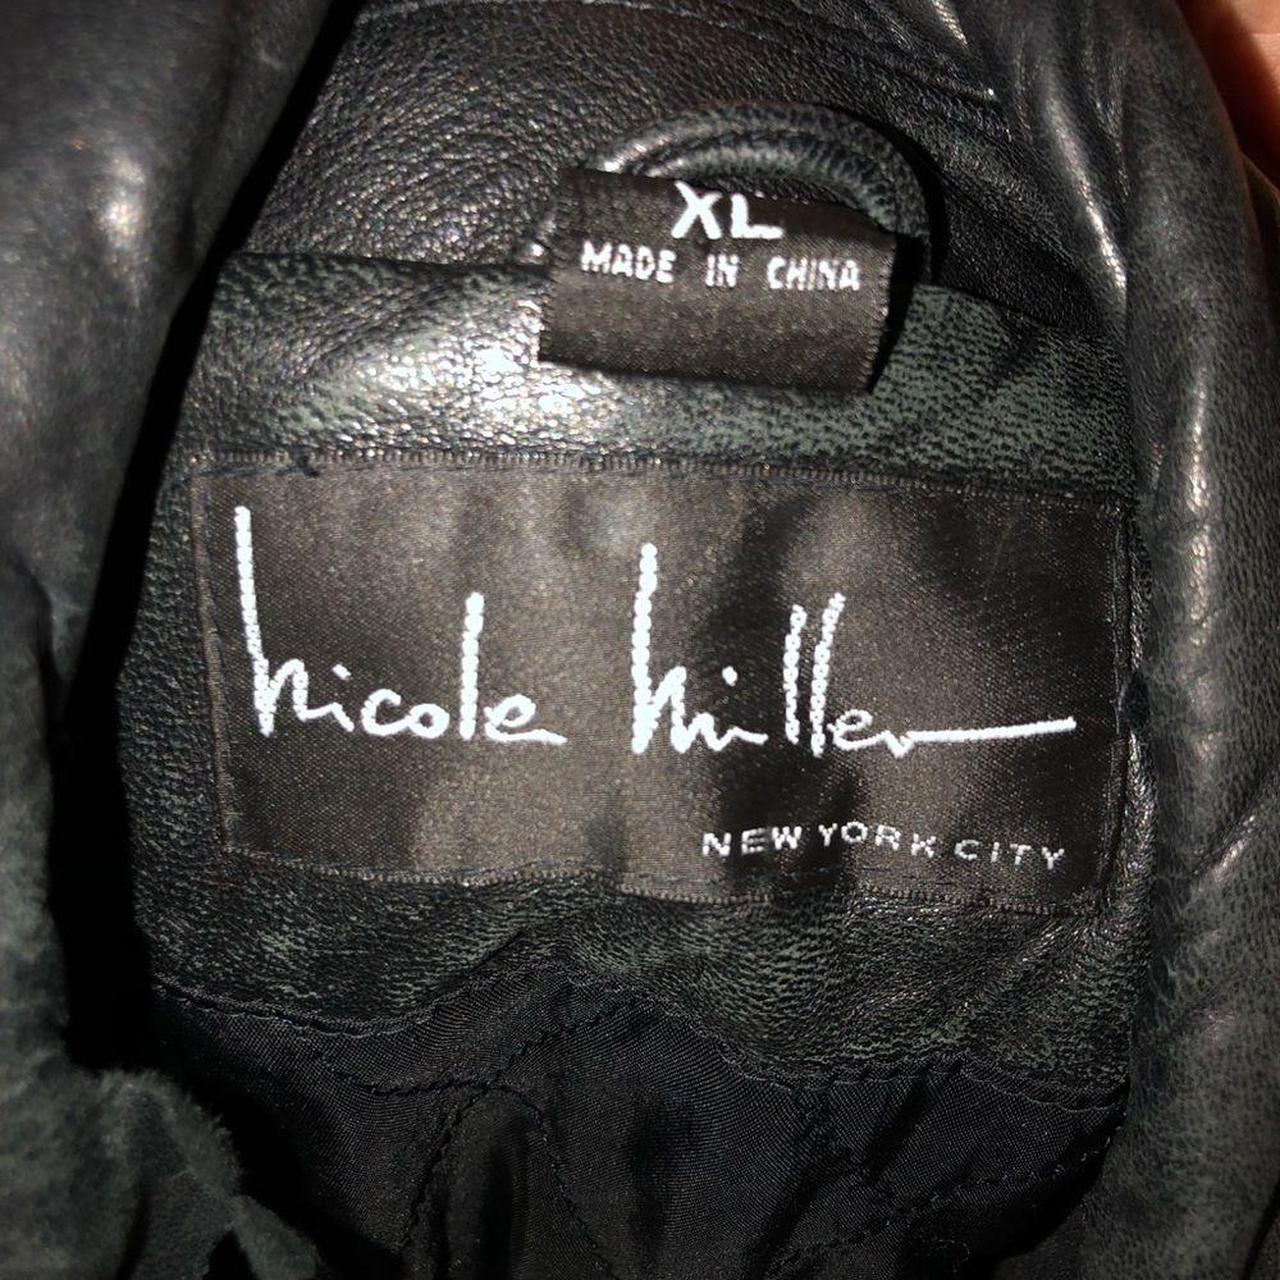 XL
MADE IN CHINA
nicole miller
NEW YORK CITY